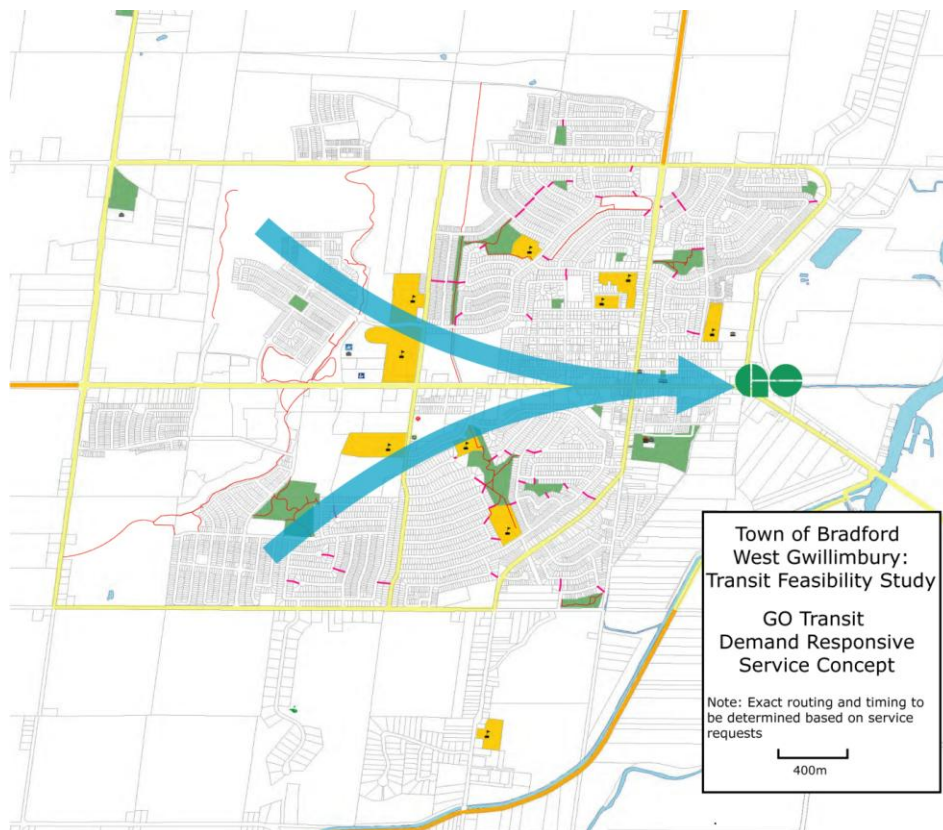 GO
Town of Bradford
West Gwillimbury:
Transit Feasibility Study
GO Transit
Demand Responsive
Service Concept
Note: Exact routing and timing to
be determined based on service
requests
400m